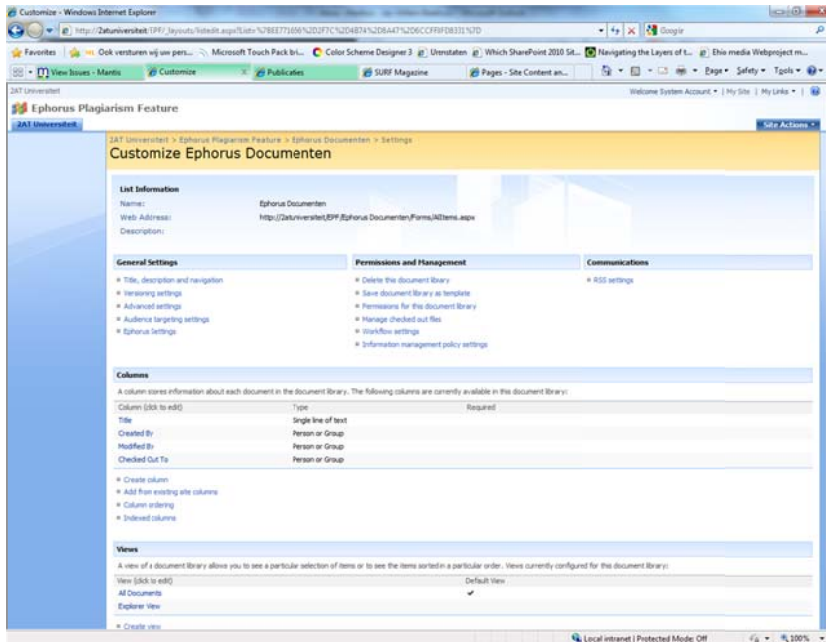 Customize - Windows Internet Explorer
http://2atuniversiteit/EPF/_layouts/listedit.aspx?List=
Google
Favorites Ook versturen wij uw pers... Microsoft Touch Pack bri... Color Scheme Designer 3 Urenstaten Which SharePoint 2010 Sit... Navigating the Layers of t... Ehio media Webproject m...
View Issues - Mantis Customize Publicaties SURF Magazine Pages - Site Content an... Page Safety Tools
2AT Universiteit Welcome System Account | My Site | My Links |
Ephorus Plagiarism Feature
2AT Universiteit Site Actions
2AT Universiteit > Ephorus Plagiarism Feature > Ephorus Documenten > Settings
Customize Ephorus Documenten
List Information
Name: Ephorus Documenten
Web Address: http://2atuniversiteit/EPF/Ephorus Documenten/Forms/AllItems.aspx
Description:
General Settings Permissions and Management Communications
Title, description and navigation Delete this document library RSS settings
Versioning settings Save document library as template
Advanced settings Permissions for this document library
Audience targeting settings Manage checked out files
Ephorus Settings Workflow settings
Information management policy settings
Columns
A column stores information about each document in the document library. The following columns are currently available in this document library:
Column (click to edit) Type Required
Title Single line of text
Created By Person or Group
Modified By Person or Group
Checked Out To Person or Group
Create column
Add from existing site columns
Column ordering
Indexed columns
Views
A view of a document library allows you to see a particular selection of items or to see the items sorted in a particular order. Views currently configured for this document library:
View (click to edit) Default View
All Documents
Explorer View
Create view
Local intranet | Protected Mode: Off 100%